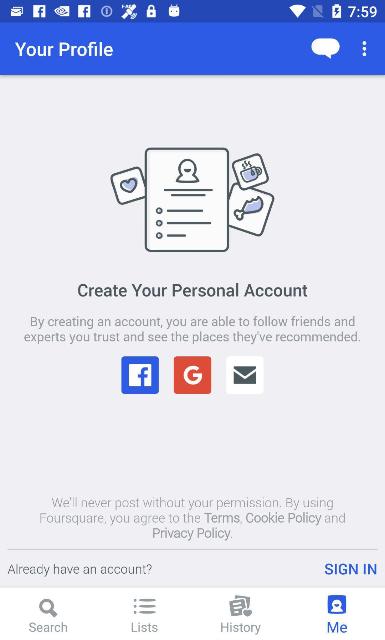 7:59
Your Profile
Create Your Personal Account
By creating an account, you are able to follow friends and
experts you trust and see the places they've recommended.
G
We'll never post without your permission. By using
Foursquare, you agree to the Terms, Cookie Policy and
Privacy Policy.
Already have an account? SIGN IN
Search Lists History Me